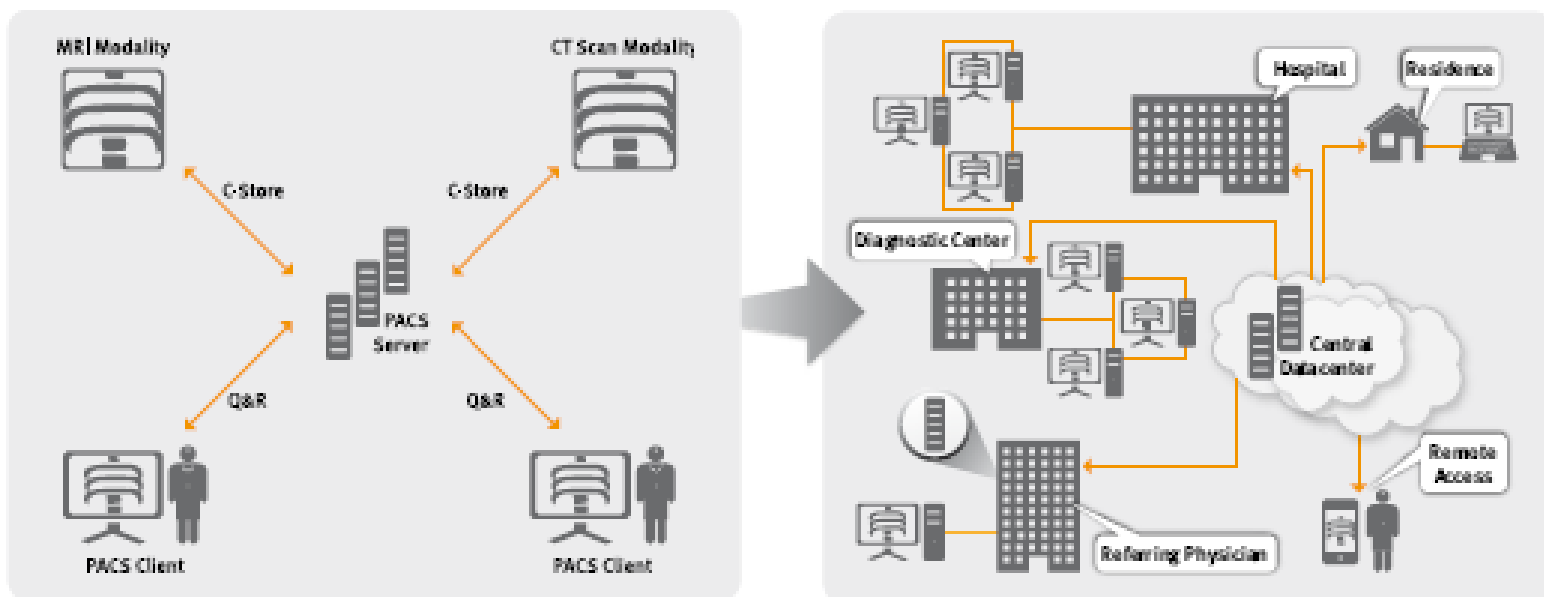 MRI Modality
CT Scan Modality
C-Store
C-Store
PACS
Server
Q&R
Q&R
PACS Client
PACS Client
Hospital
Residence
Diagnostic Center
Central
Datacenter
Remote
Access
Referring Physician